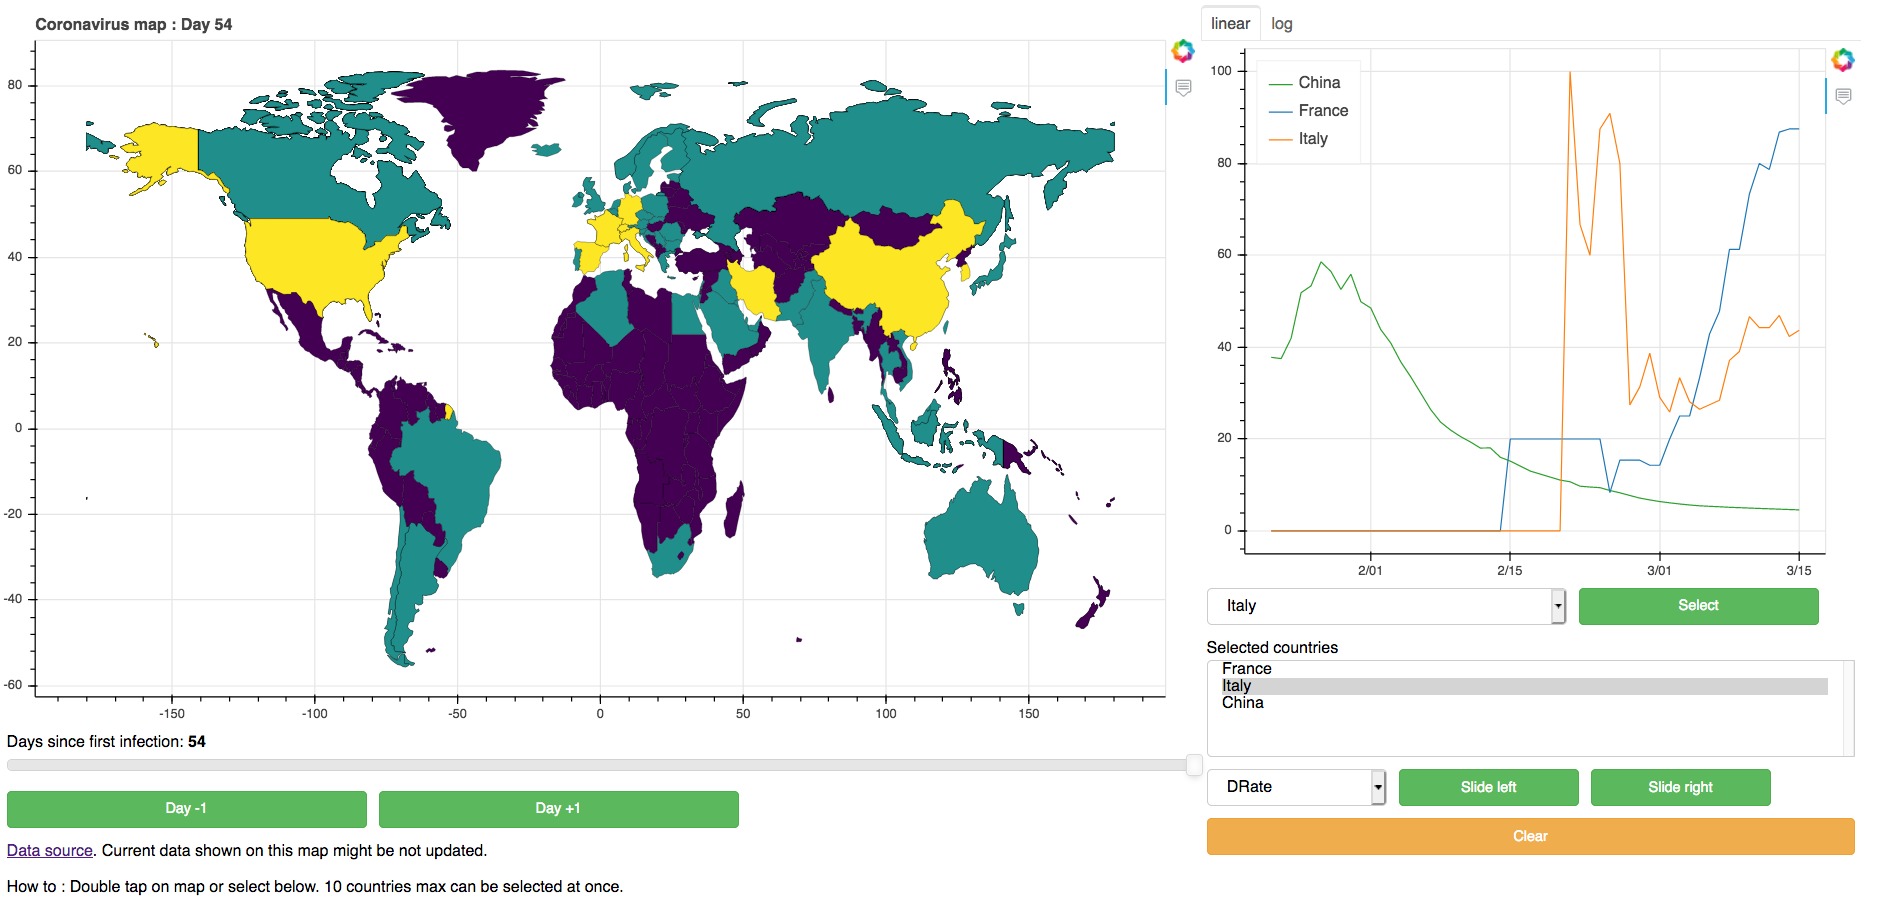 Coronavirus map : Day 54
80
60
40
20
0
-20
-40
-60
-150
-100
-50
0
50
100
150
Days since first infection: 54
Day -1
Day +1
Data source. Current data shown on this map might be not updated.
How to : Double tap on map or select below. 10 countries max can be selected at once.
linear
log
China
France
Italy
100
80
60
40
20
0
2/01
2/15
3/01
3/15
Italy
Select
Selected countries
France
Italy
China
DRate
Slide left
Slide right
Clear